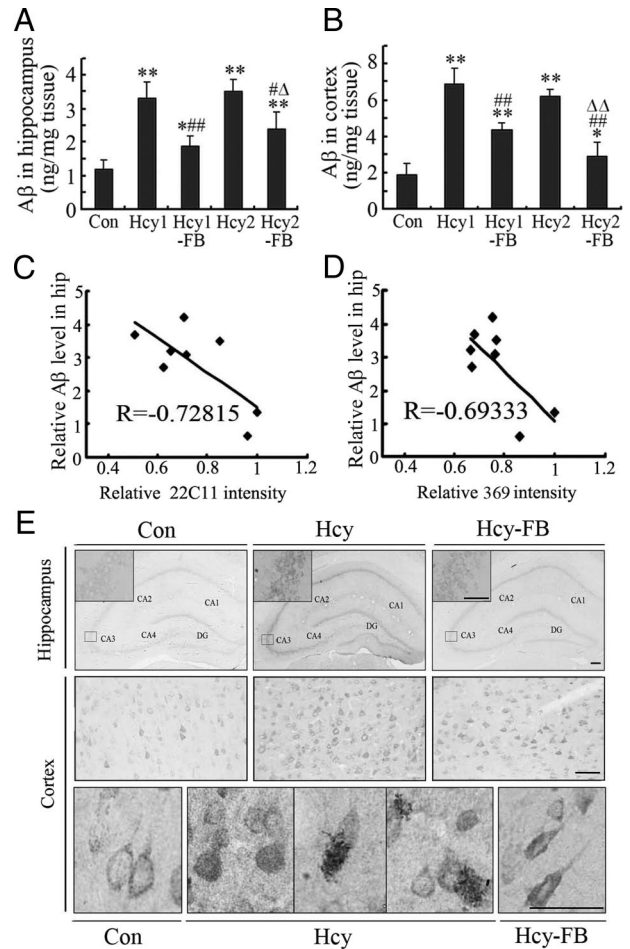 A
Aβ in hippocampus
(ng/mg tissue)
5
4
3
2
1
0
**
*##
**
#Δ
**
Con
Hcy1
Hcy1
-FB
Hcy2
Hcy2
-FB
B
Aβ in cortex
(ng/mg tissue)
10
8
6
4
2
0
**
##
**
**
ΔΔ
##
*
Con
Hcy1
Hcy1
-FB
Hcy2
Hcy2
-FB
C
Relative Aβ level in hip
5
4
3
2
1
0
R=-0.72815
0.4
0.6
0.8
1
1.2
Relative 22C11 intensity
D
Relative Aβ level in hip
5
4
3
2
1
0
R=-0.69333
0.4
0.6
0.8
1
1.2
Relative 369 intensity
E
Con
Hcy
Hcy-FB
Hippocampus
CA2
CA1
CA3
CA4
DG
CA2
CA1
CA3
CA4
DG
CA2
CA1
CA3
CA4
DG
Cortex
Con
Hcy
Hcy-FB